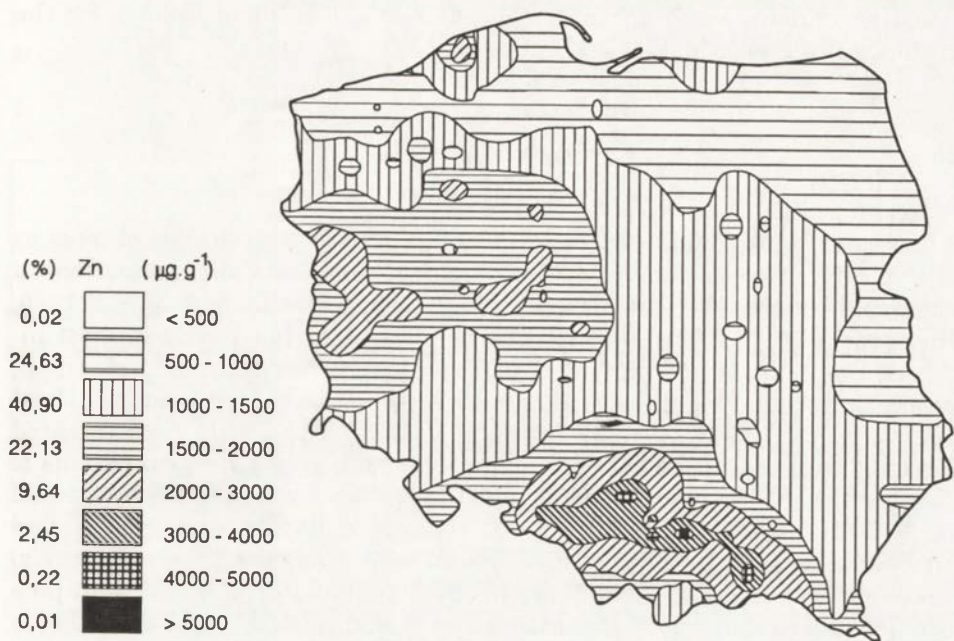 (%) Zn (µg.g⁻¹)
0,02 < 500
24,63 500 - 1000
40,90 1000 - 1500
22,13 1500 - 2000
9,64 2000 - 3000
2,45 3000 - 4000
0,22 4000 - 5000
0,01 > 5000